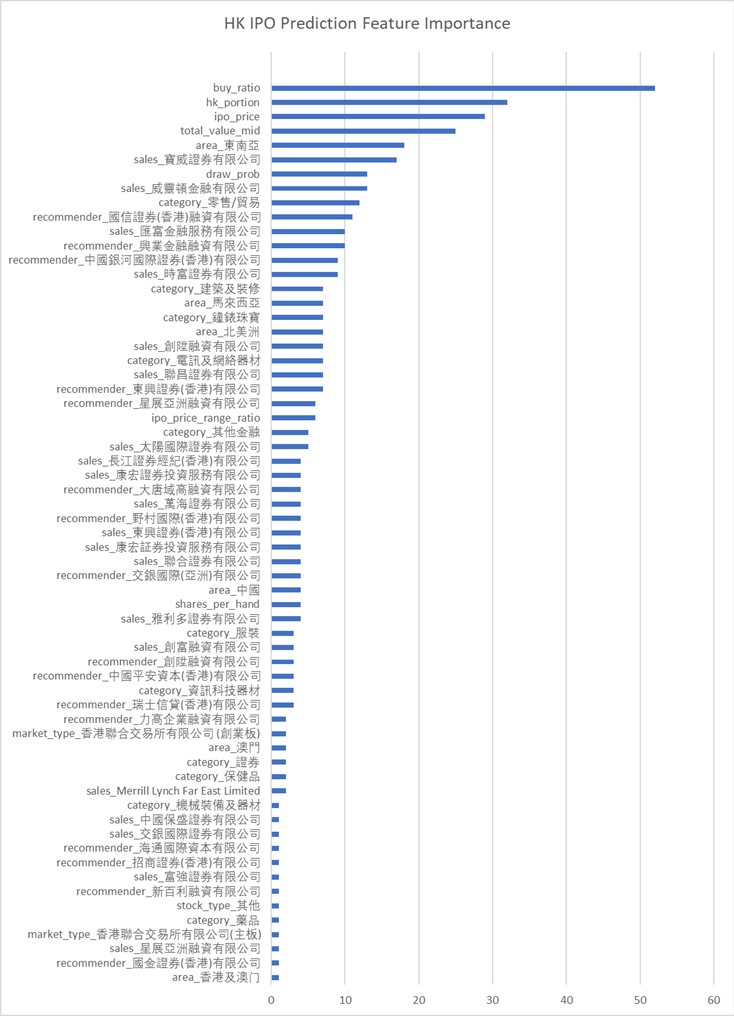 HK IPO Prediction Feature Importance
buy_ratio
hk_portion
ipo_price
total_value_mid
area_東南亞
sales_寶威證券有限公司
draw_prob
sales_威靈頓金融有限公司
category_零售/貿易
recommender_國信證券(香港)融資有限公司
sales_匯富金融服務有限公司
recommender_興業金融融資有限公司
recommender_中國銀河國際證券(香港)有限公司
sales_時富證券有限公司
category_建築及裝修
area_馬來西亞
category_鐘錶珠寶
area_北美洲
sales_創陞融資有限公司
category_電訊及網絡器材
sales_聯昌證券有限公司
recommender_東興證券(香港)有限公司
recommender_星展亞洲融資有限公司
ipo_price_range_ratio
category_其他金融
sales_太陽國際證券有限公司
sales_長江證券經紀(香港)有限公司
sales_康宏證券投資服務有限公司
recommender_大唐域高融資有限公司
sales_萬海證券有限公司
recommender_野村國際(香港)有限公司
sales_東興證券(香港)有限公司
sales_康宏証券投資服務有限公司
sales_聯合證券有限公司
recommender_交銀國際(亞洲)有限公司
area_中國
shares_per_hand
sales_雅利多證券有限公司
category_服裝
sales_創富融資有限公司
recommender_創陞融資有限公司
recommender_中國平安資本(香港)有限公司
category_資訊科技器材
recommender_瑞士信貸(香港)有限公司
recommender_力高企業融資有限公司
market_type_香港聯合交易所有限公司(創業板)
area_澳門
category_證券
category_保健品
sales_Merrill Lynch Far East Limited
category_機械裝備及器材
sales_中國保盛證券有限公司
sales_交銀國際證券有限公司
recommender_海通國際資本有限公司
recommender_招商證券(香港)有限公司
sales_富強證券有限公司
recommender_新百利融資有限公司
stock_type_其他
category_藥品
market_type_香港聯合交易所有限公司(主板)
sales_星展亞洲融資有限公司
recommender_國金證券(香港)有限公司
area_香港及澳门
0 10 20 30 40 50 60